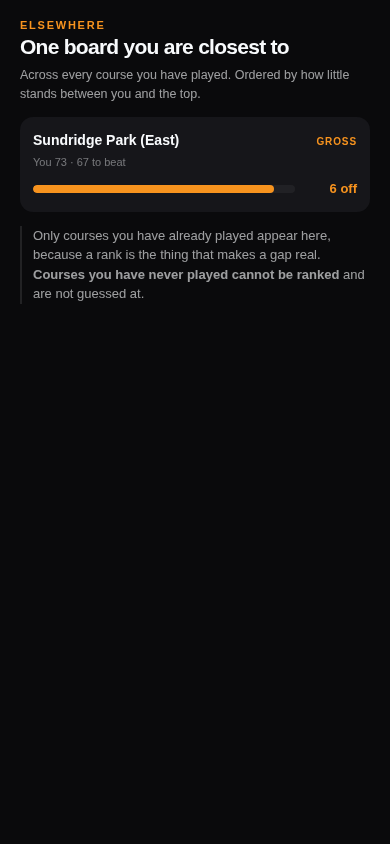 ELSEWHERE
One board you are closest to
Across every course you have played. Ordered by how little
stands between you and the top.
Sundridge Park (East)
GROSS
You 73 · 67 to beat
6 off
Only courses you have already played appear here,
because a rank is the thing that makes a gap real.
Courses you have never played cannot be ranked and
are not guessed at.